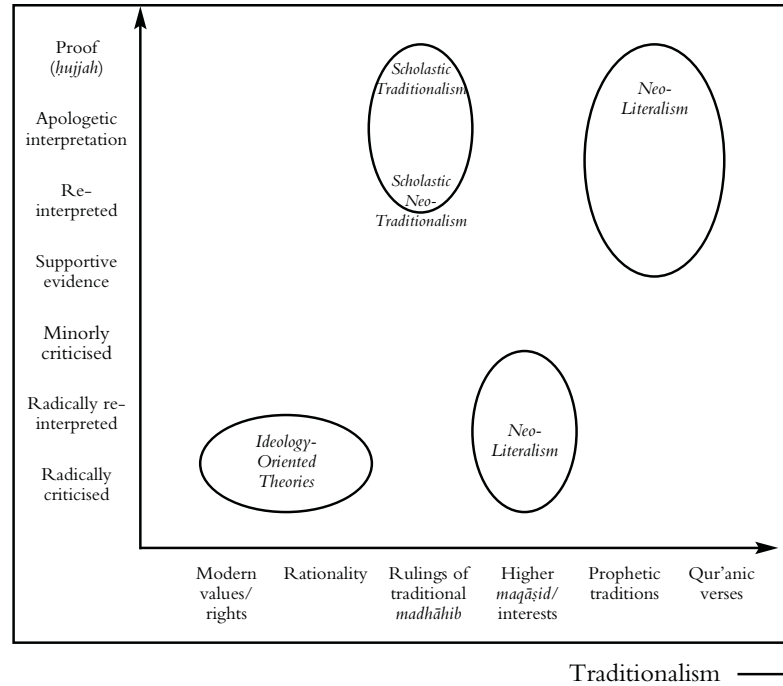 Proof
(ḥujjah)
Apologetic
interpretation
Re-
interpreted
Supportive
evidence
Minorly
criticised
Radically re-
interpreted
Radically
criticised
Scholastic
Traditionalism
Scholastic
Neo-
Traditionalism
Neo-
Literalism
Ideology-
Oriented
Theories
Neo-
Literalism
Modern
values/
rights
Rationality
Rulings of
traditional
madhāhib
Higher
maqāṣid/
interests
Prophetic
traditions
Qur’anic
verses
Traditionalism